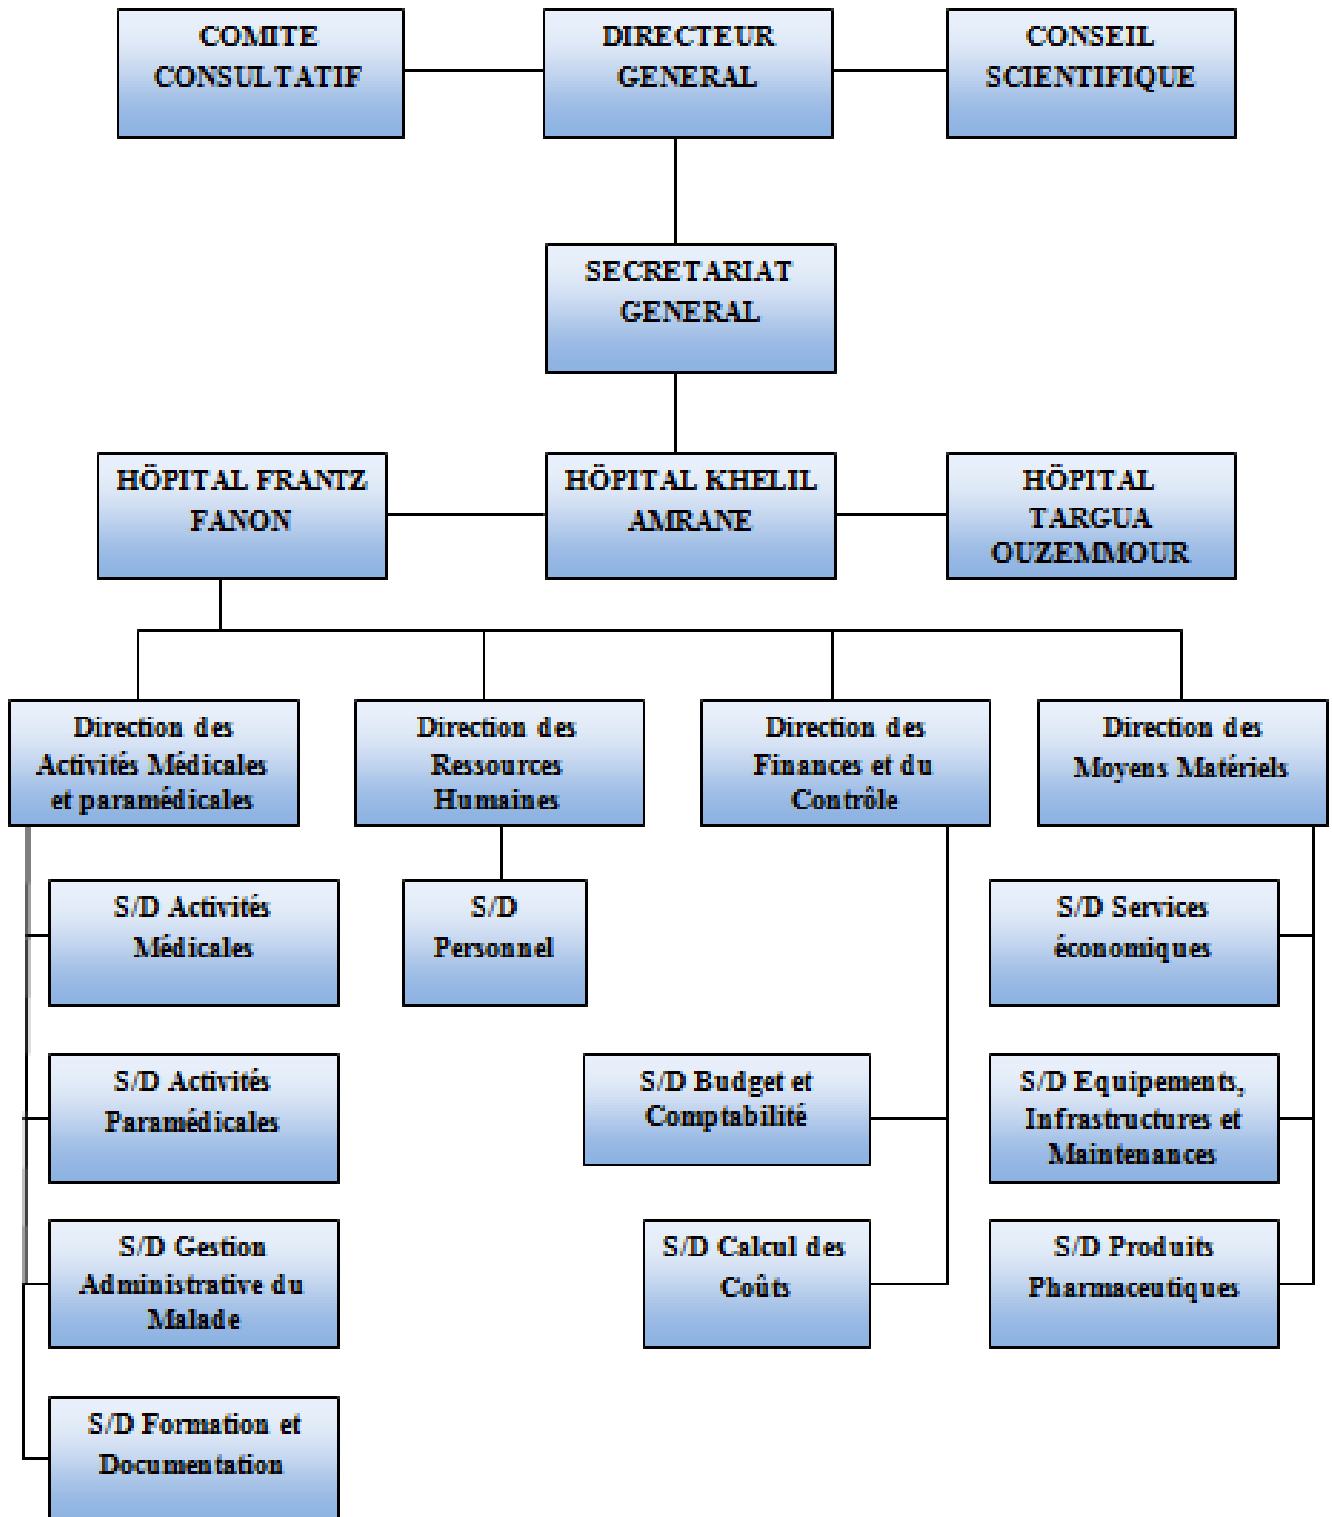 COMITE
CONSULTATIF
DIRECTEUR
GENERAL
CONSEIL
SCIENTIFIQUE
SECRETARIAT
GENERAL
HÖPITAL FRANTZ
FANON
HÖPITAL KHELIL
AMRANE
HÖPITAL
TARGUA
OUZEMMOUR
Direction des
Activités Médicales
et paramédicales
Direction des
Ressources
Humaines
Direction des
Finances et du
Contrôle
Direction des
Moyens Matériels
S/D Activités
Médicales
S/D
Personnel
S/D Services
économiques
S/D Activités
Paramédicales
S/D Budget et
Comptabilité
S/D Equipements,
Infrastructures et
Maintenances
S/D Gestion
Administrative du
Malade
S/D Calcul des
Coûts
S/D Produits
Pharmaceutiques
S/D Formation et
Documentation